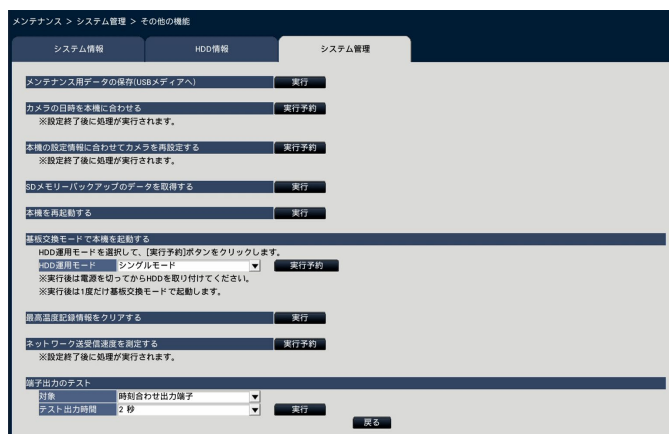 メンテナンス > システム管理 > その他の機能
システム情報 HDD情報 システム管理
メンテナンス用データの保存(USBメディアへ) 実行
カメラの日時を本機に合わせる 実行予約
※設定終了後に処理が実行されます。
本機の設定情報に合わせてカメラを再設定する 実行予約
※設定終了後に処理が実行されます。
SDメモリーバックアップのデータを取得する 実行
本機を再起動する 実行
基板交換モードで本機を起動する
HDD運用モードを選択して、[実行予約]ボタンをクリックします。
HDD運用モード シングルモード 実行予約
※実行後は電源を切ってからHDDを取り付けてください。
※実行後は1度だけ基板交換モードで起動します。
最高温度記録情報をクリアする 実行
ネットワーク送受信速度を測定する 実行予約
※設定終了後に処理が実行されます。
端子出力のテスト
対象 時刻合わせ出力端子
テスト出力時間 2 秒 実行
戻る